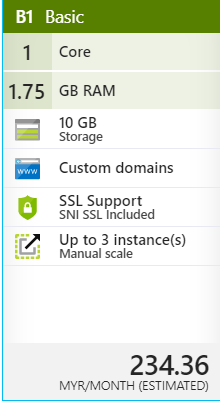 B1 Basic
1 Core
1.75 GB RAM
10 GB
Storage
www
Custom domains
SSL Support
SNI SSL Included
Up to 3 instance(s)
Manual scale
234.36
MYR/MONTH (ESTIMATED)